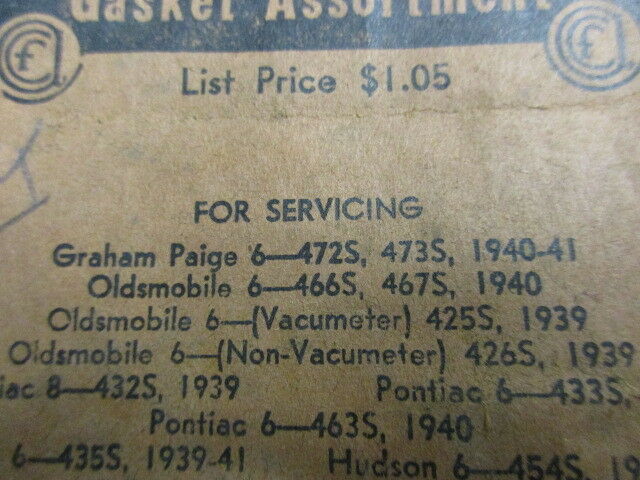 Gasket Assortment
List Price $1.05
FOR SERVICING
Graham Paige 6—472S, 473S, 1940-41
Oldsmobile 6—466S, 467S, 1940
Oldsmobile 6—(Vacumeter) 425S, 1939
Oldsmobile 6—(Non-Vacumeter) 426S, 1939
iac 8—432S, 1939 Pontiac 6—433S,
Pontiac 6—463S, 1940
6—435S, 1939-41 Hudson 6—454S, 19